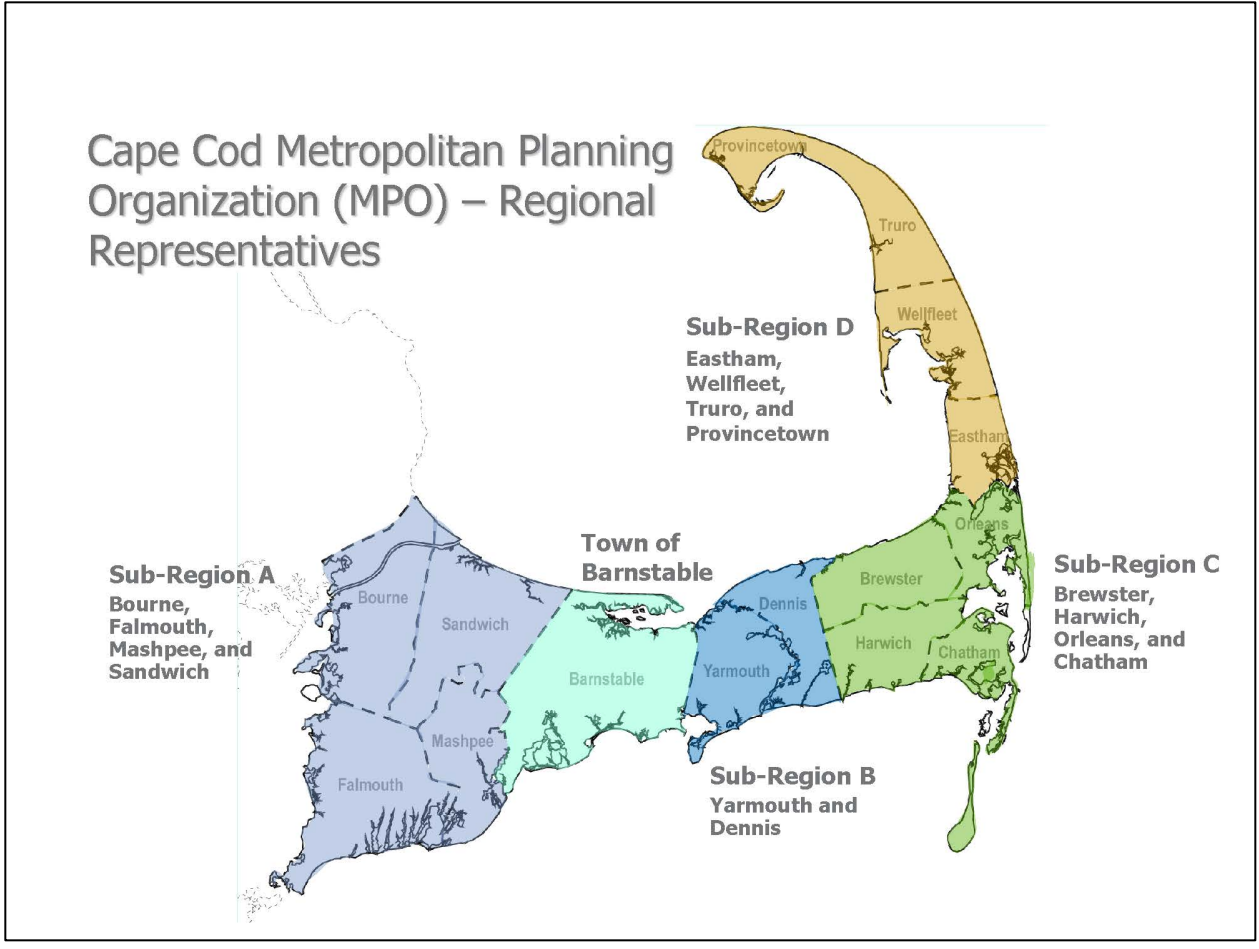 Cape Cod Metropolitan Planning
Organization (MPO) – Regional
Representatives
Provincetown
Truro
Wellfleet
Sub-Region D
Eastham,
Wellfleet,
Truro, and
Provincetown
Eastham
Orleans
Town of
Barnstable
Sub-Region A
Bourne,
Falmouth,
Mashpee, and
Sandwich
Bourne
Sandwich
Dennis
Brewster
Sub-Region C
Brewster,
Harwich,
Orleans, and
Chatham
Barnstable
Yarmouth
Harwich
Chatham
Mashpee
Falmouth
Sub-Region B
Yarmouth and
Dennis